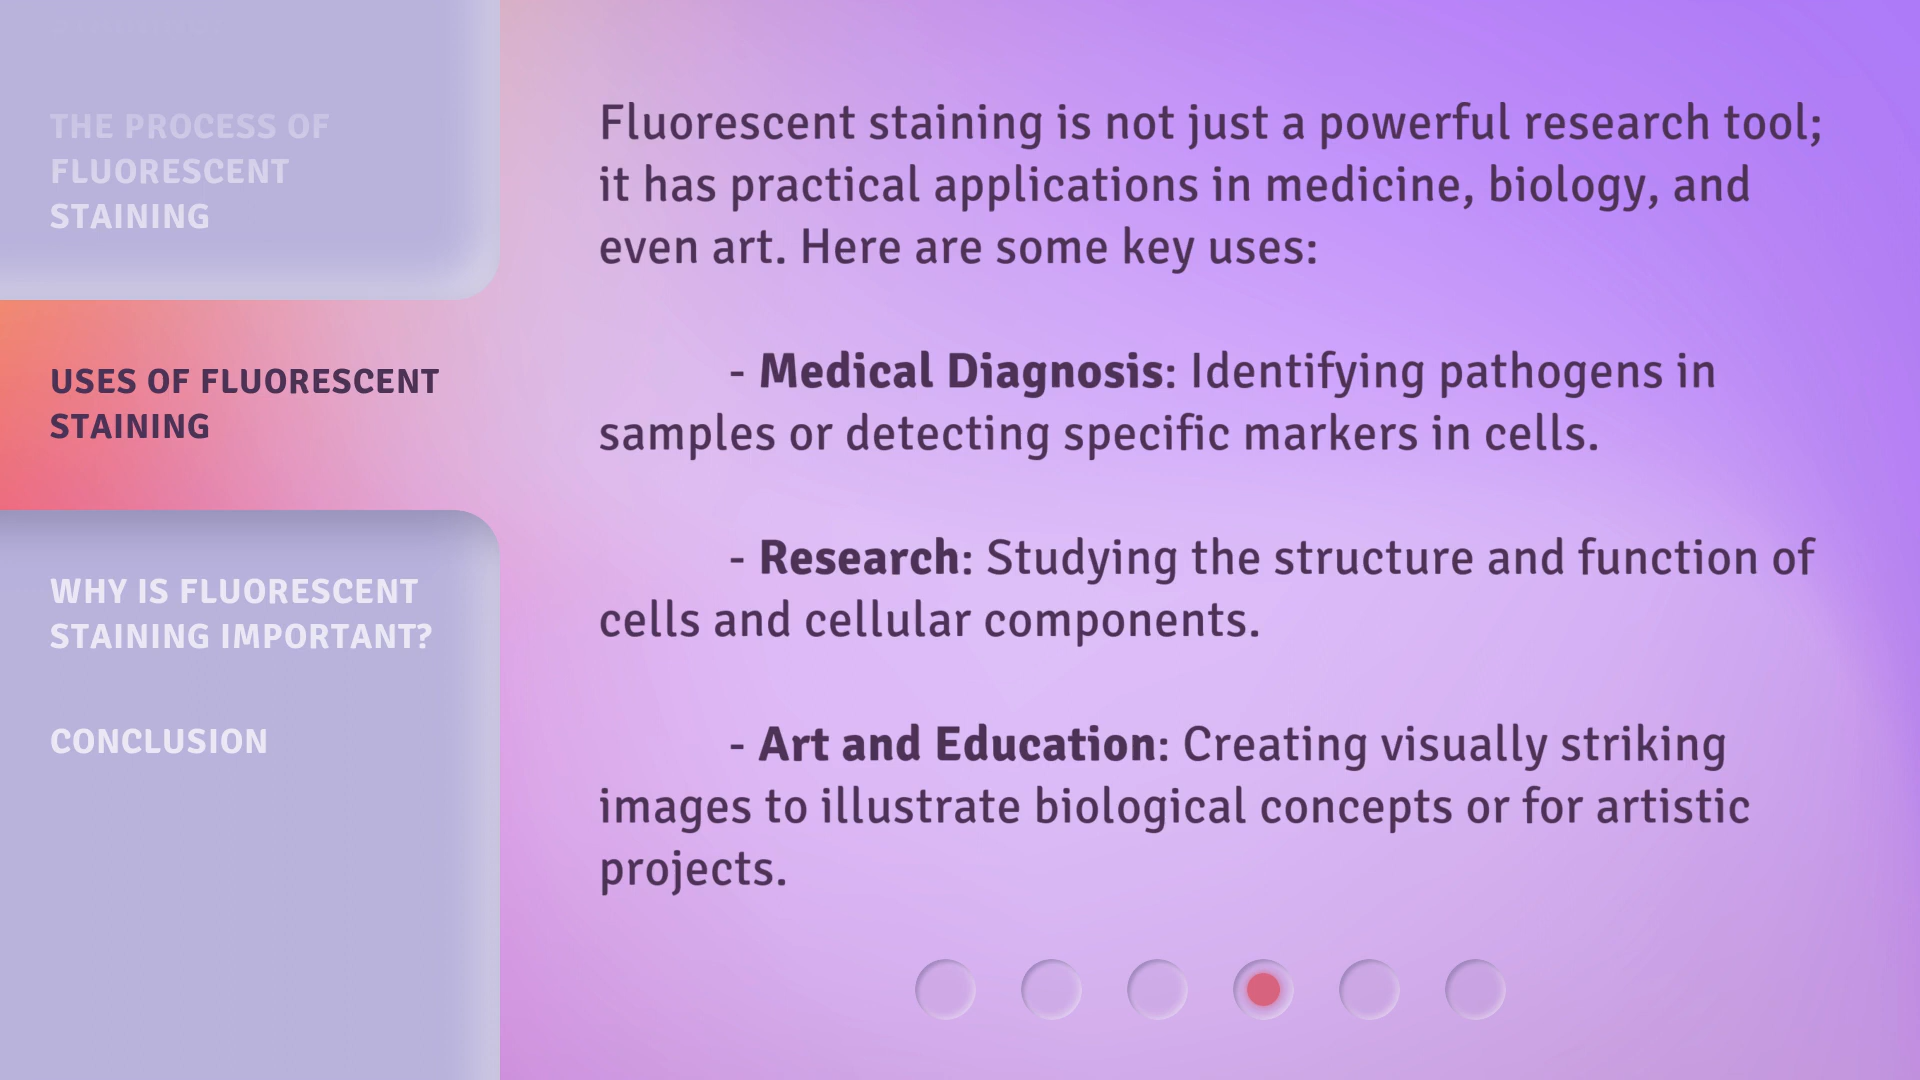 THE PROCESS OF
FLUORESCENT
STAINING
USES OF FLUORESCENT
STAINING
WHY IS FLUORESCENT
STAINING IMPORTANT?
CONCLUSION
Fluorescent staining is not just a powerful research tool;
it has practical applications in medicine, biology, and
even art. Here are some key uses:
- Medical Diagnosis: Identifying pathogens in
samples or detecting specific markers in cells.
- Research: Studying the structure and function of
cells and cellular components.
- Art and Education: Creating visually striking
images to illustrate biological concepts or for artistic
projects.